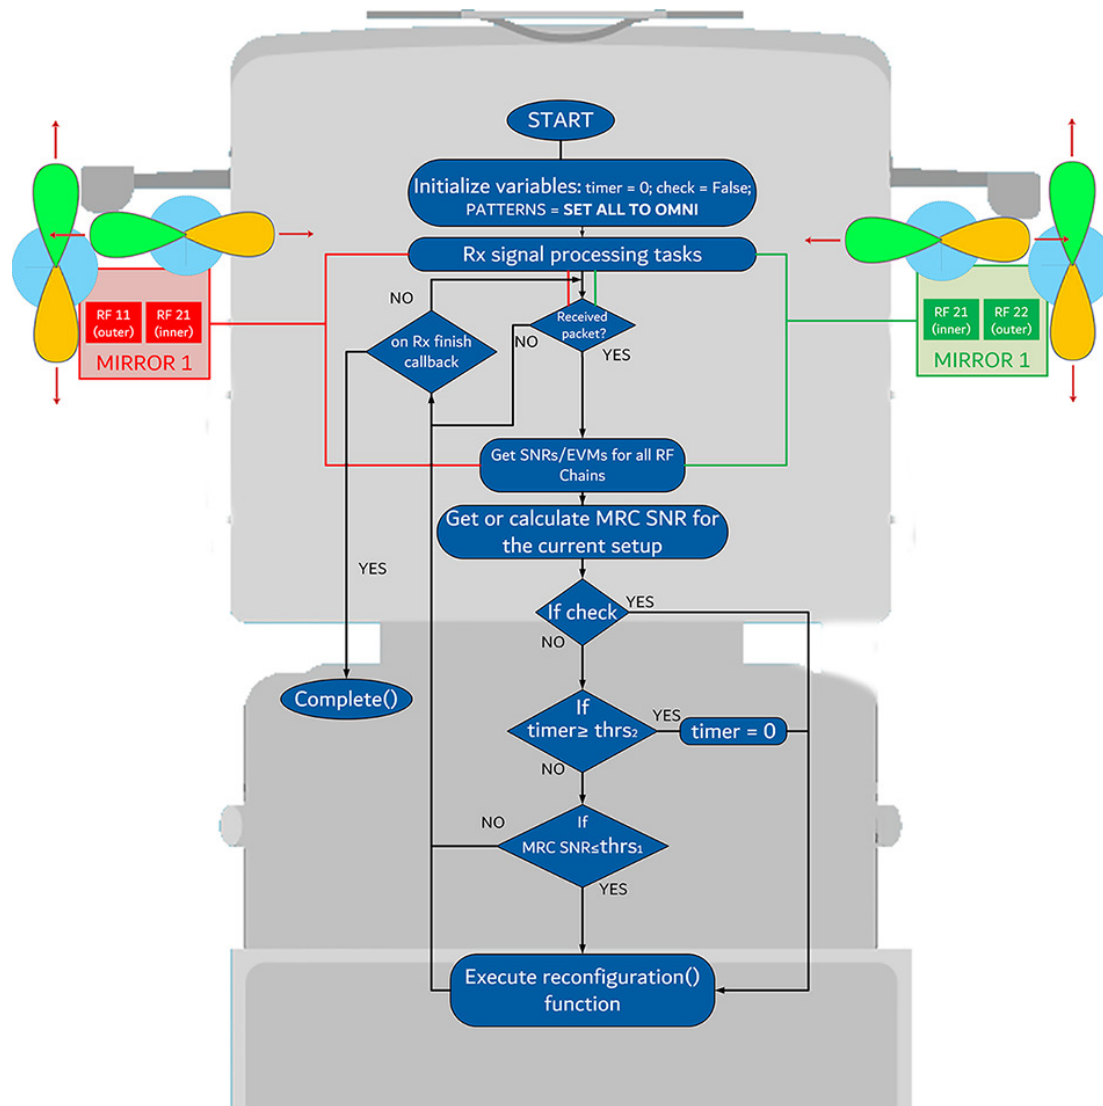 START
Initialize variables: timer = 0; check = False;
PATTERNS = SET ALL TO OMNI
Rx signal processing tasks
NO
Received
packet?
on Rx finish
callback
NO
YES
RF 11
(outer)
RF 21
(inner)
MIRROR 1
RF 21
(inner)
RF 22
(outer)
MIRROR 1
Get SNRs/EVMs for all RF
Chains
Get or calculate MRC SNR for
the current setup
YES
If check
YES
NO
Complete()
If
timer≥ thrs₂
YES
timer = 0
NO
If
MRC SNR≤thrs₁
NO
YES
Execute reconfiguration()
function